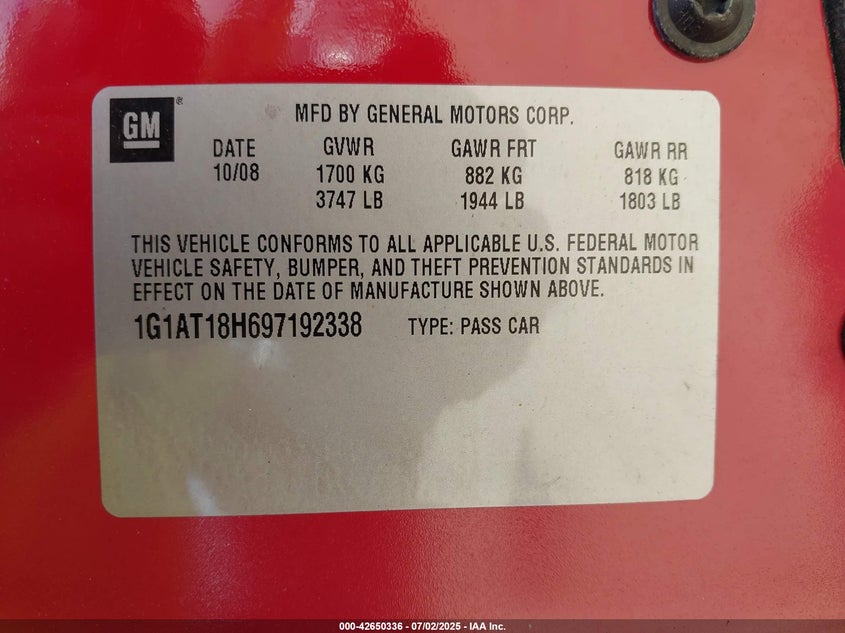 GM ®
MFD BY GENERAL MOTORS CORP.
DATE GVWR GAWR FRT GAWR RR
10/08 1700 KG 882 KG 818 KG
3747 LB 1944 LB 1803 LB
THIS VEHICLE CONFORMS TO ALL APPLICABLE U.S. FEDERAL MOTOR
VEHICLE SAFETY, BUMPER, AND THEFT PREVENTION STANDARDS IN
EFFECT ON THE DATE OF MANUFACTURE SHOWN ABOVE.
1G1AT18H697192338 TYPE: PASS CAR
000-42650336 - 07/02/2025 - IAA Inc.